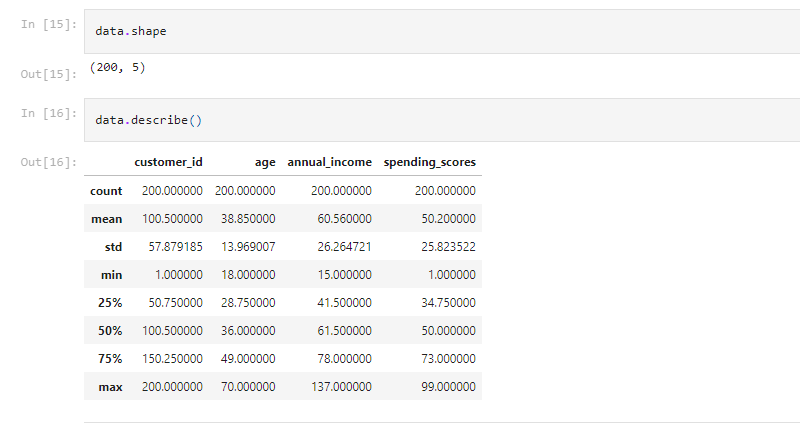 In [15]: data.shape
Out[15]: (200, 5)
In [16]: data.describe()
Out[16]: customer_id age annual_income spending_scores
count 200.000000 200.000000 200.000000 200.000000
mean 100.500000 38.850000 60.560000 50.200000
std 57.879185 13.969007 26.264721 25.823522
min 1.000000 18.000000 15.000000 1.000000
25% 50.750000 28.750000 41.500000 34.750000
50% 100.500000 36.000000 61.500000 50.000000
75% 150.250000 49.000000 78.000000 73.000000
max 200.000000 70.000000 137.000000 99.000000